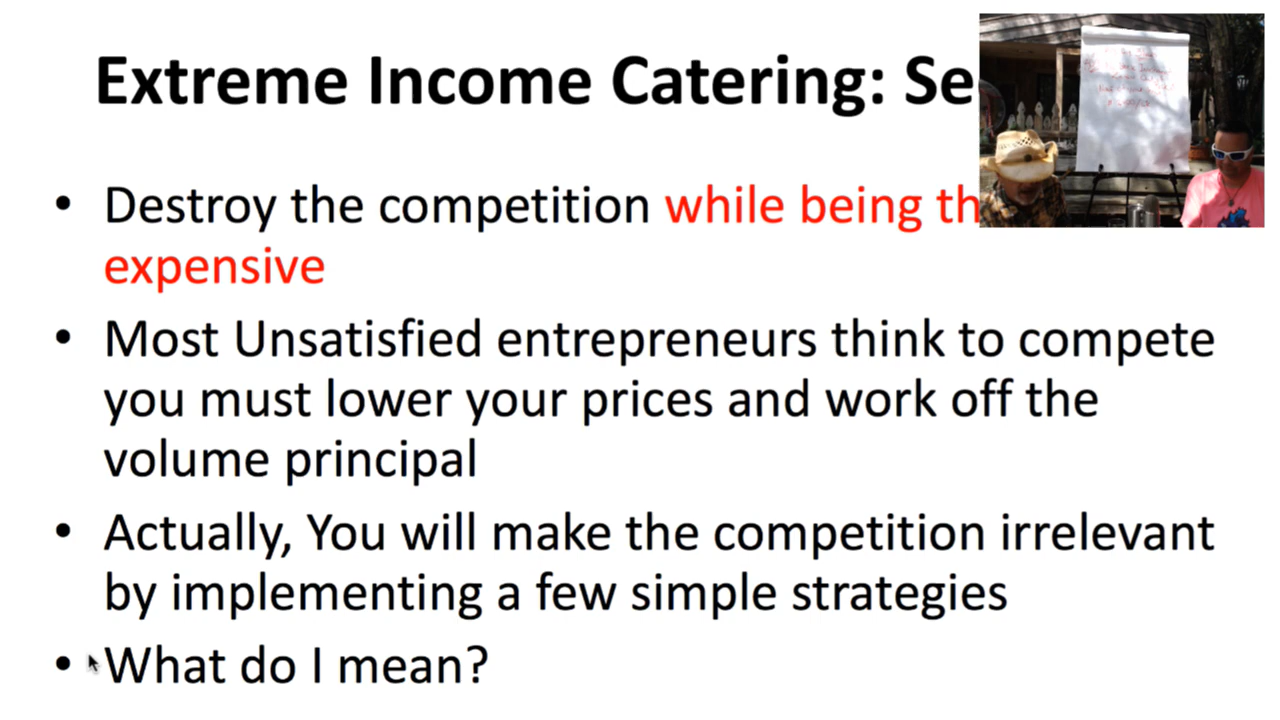 Extreme Income Catering: Se
• Destroy the competition while being th
expensive
• Most Unsatisfied entrepreneurs think to compete
you must lower your prices and work off the
volume principal
• Actually, You will make the competition irrelevant
by implementing a few simple strategies
• What do I mean?